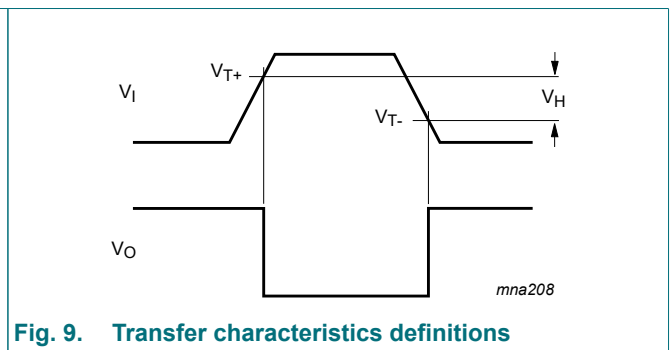 VT+
VI
VH
VT-
VO
mna208
Fig. 9. Transfer characteristics definitions